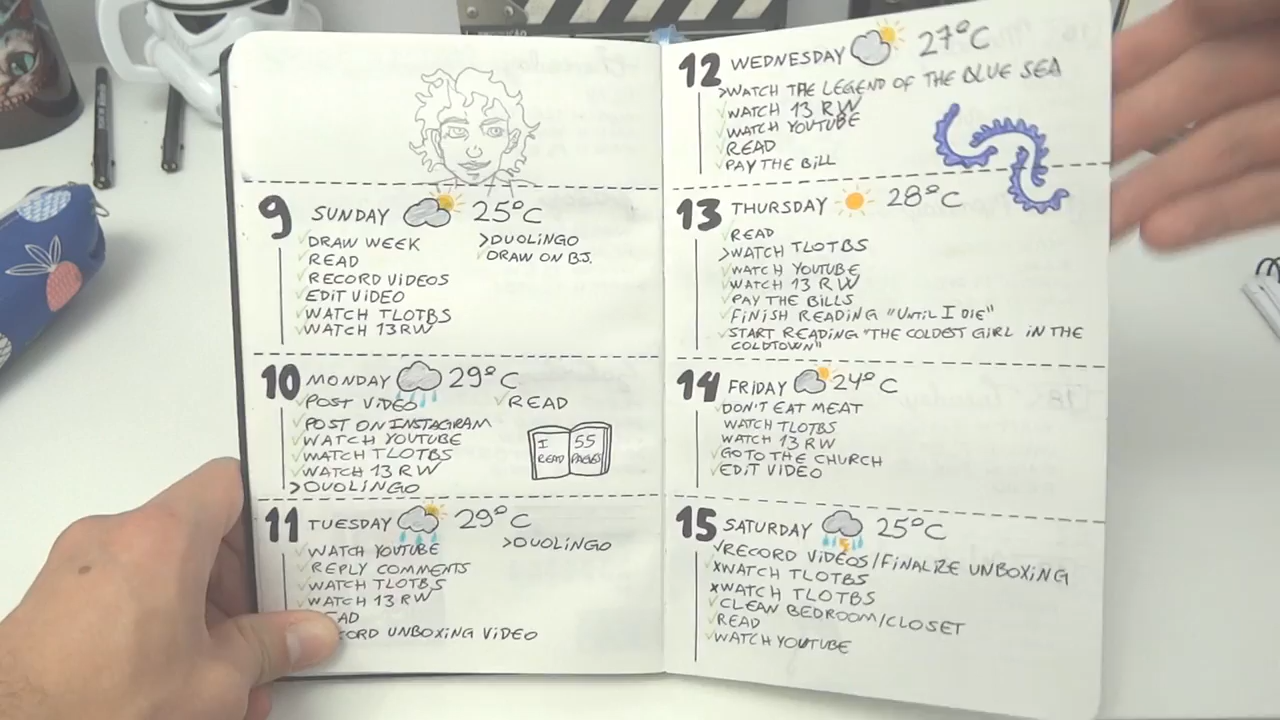 9 SUNDAY 25°C
✓DRAW WEEK
✓READ
✓RECORD VIDEOS
✓EDIT VIDEO
✓WATCH TLOTBS
✓WATCH 13RW
>DUOLINGO
✓DRAW ON BJ.
10 MONDAY 29°C
✓POST VIDEO
✓POST ON INSTAGRAM
✓WATCH YOUTUBE
✓WATCH TLOTBS
✓WATCH 13 RW
>DUOLINGO
✓READ
I READ
55 PAGES
11 TUESDAY 29°C
✓WATCH YOUTUBE
✓REPLY COMMENTS
✓WATCH TLOTBS
✓WATCH 13 RW
EAD
CORD UNBOXING VIDEO
>DUOLINGO
12 WEDNESDAY 27°C
>WATCH THE LEGEND OF THE BLUE SEA
✓WATCH 13 RW
✓WATCH YOUTUBE
✓READ
✓PAY THE BILL
13 THURSDAY 28°C
✓READ
>WATCH TLOTBS
✓WATCH YOUTUBE
✓WATCH 13 RW
✓PAY THE BILLS
✓FINISH READING "UNTIL I DIE"
✓START READING "THE COLDEST GIRL IN THE
COLDTOWN"
14 FRIDAY 24°C
✓DON'T EAT MEAT
WATCH TLOTBS
WATCH 13 RW
✓GO TO THE CHURCH
✓EDIT VIDEO
15 SATURDAY 25°C
✓RECORD VIDEOS/FINALIZE UNBOXING
xWATCH TLOTBS
xWATCH TLOTBS
✓CLEAN BEDROOM/CLOSET
✓READ
✓WATCH YOUTUBE